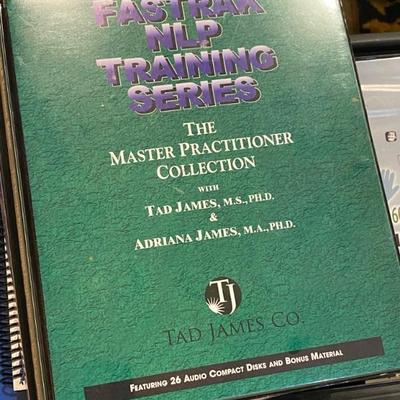 FASTRAK
NLP
TRAINING
SERIES
THE
MASTER PRACTITIONER
COLLECTION
WITH
TAD JAMES, M.S., PH.D.
&
ADRIANA JAMES, M.A., PH.D.
TJ
TAD JAMES CO.
FEATURING 26 AUDIO COMPACT DISKS AND BONUS MATERIAL